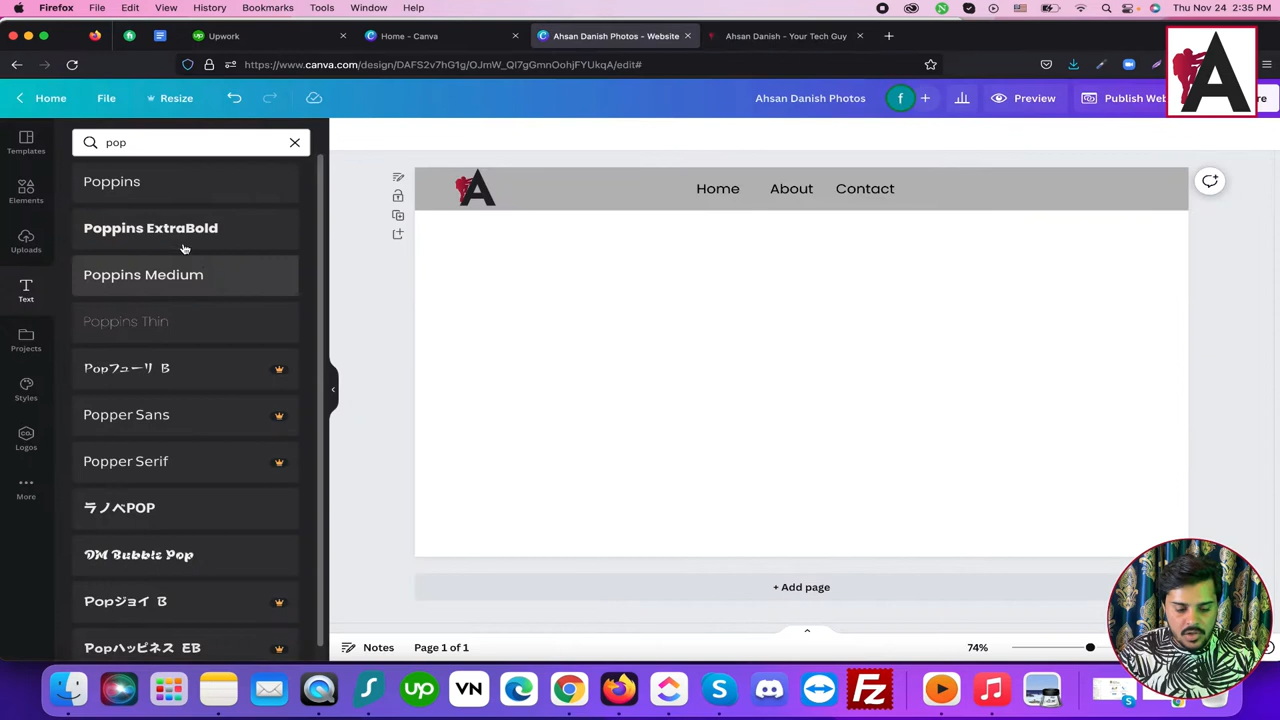 Firefox File Edit View History Bookmarks Tools Window Help Thu Nov 24 2:35 PM
Upwork Home - Canva Ahsan Danish Photos - Website Ahsan Danish - Your Tech Guy
https://www.canva.com/design/DAFS2v7hG1g/OJmW_QI7gGmnOohjFYUkqA/edit#
Home File Resize Ahsan Danish Photos f Preview Publish Web
A
pop
Templates
Elements
Uploads
Text
Projects
Styles
Logos
More
Poppins
Poppins ExtraBold
Poppins Medium
Poppins Thin
Popフューリ B
Popper Sans
Popper Serif
ラノベPOP
DM Bubble Pop
Popジョイ B
Popハッピネス EB
A Home About Contact
+ Add page
Notes Page 1 of 1 74%
up VN Fz